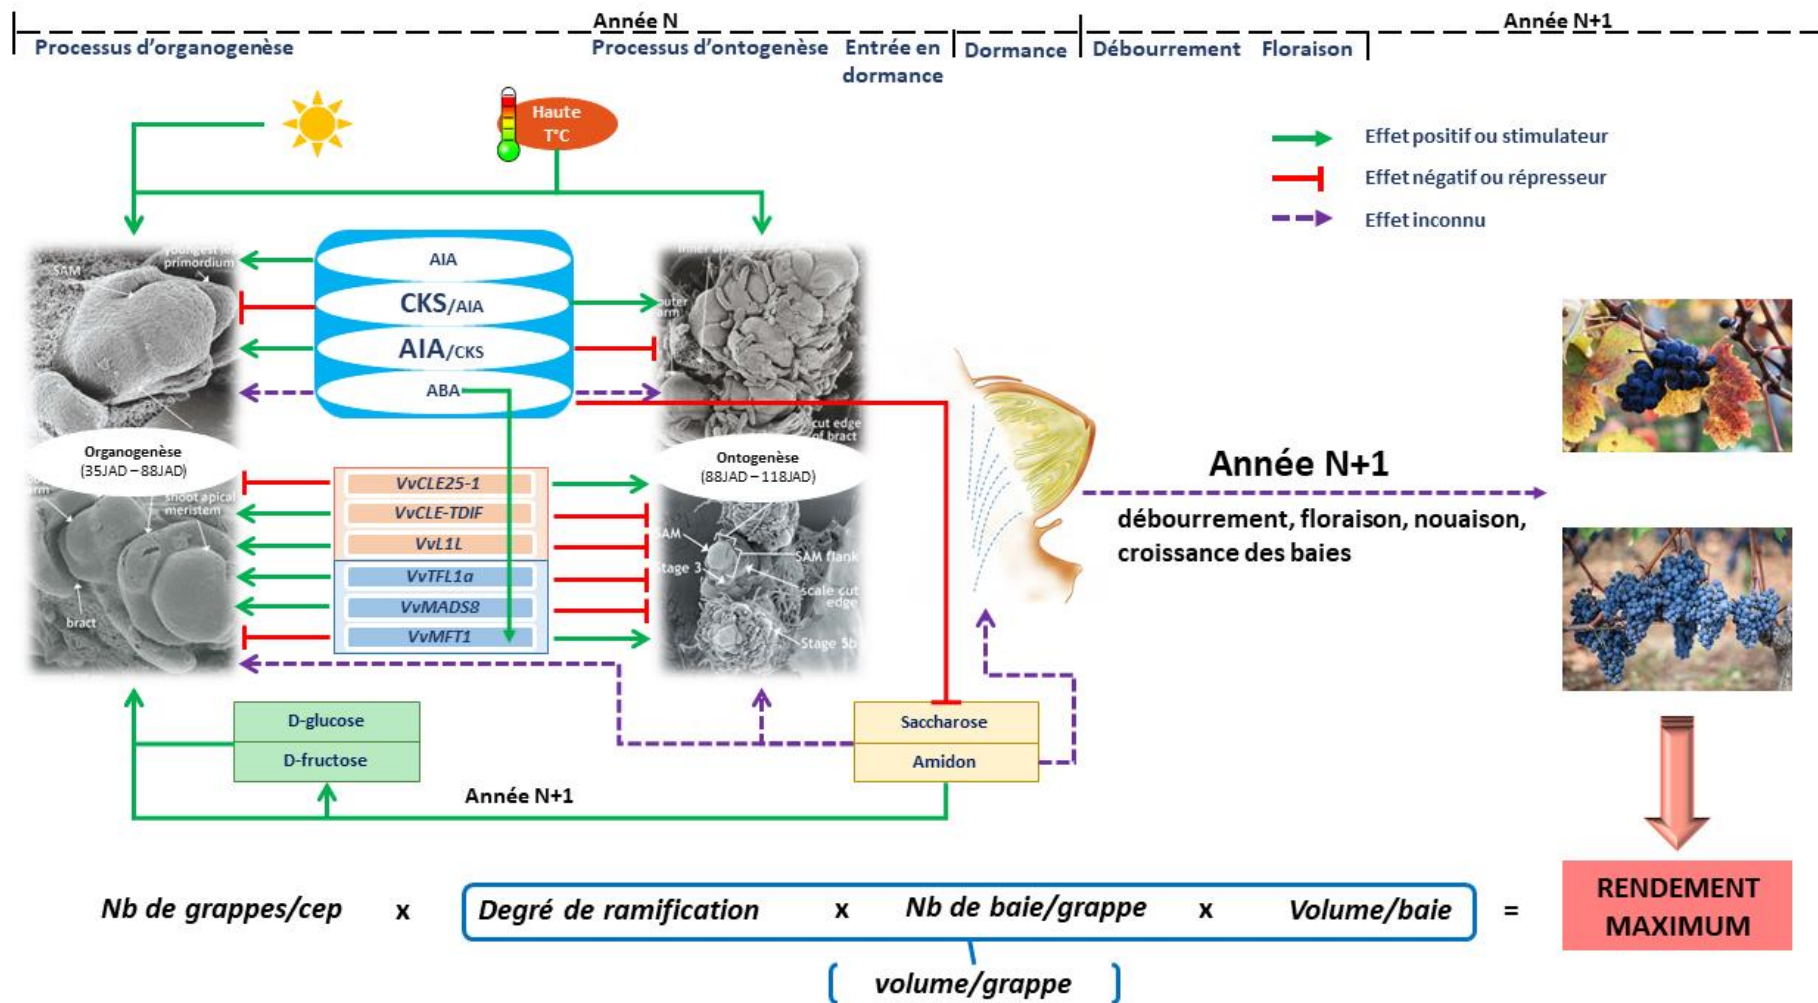 Année N
Année N+1
Processus d'organogenèse
Processus d'ontogenèse
Entrée en
dormance
Dormance
Débourrement
Floraison
Haute
T°C
Effet positif ou stimulateur
Effet négatif ou répresseur
Effet inconnu
SAM
primordium
AIA
CKS/AIA
AIA/CKS
ABA
cut edge
of bract
Organogenèse
(35JAD – 88JAD)
Ontogenèse
(88JAD – 118JAD)
shoot apical
meristem
bract
VvCLE25-1
VvCLE-TDIF
VvL1L
VvTFL1a
VvMADS8
VvMFT1
SAM
SAM flank
Stage 3
scale cut
edge
Stage 5b
Année N+1
débourrement, floraison, nouaison,
croissance des baies
D-glucose
D-fructose
Saccharose
Amidon
Année N+1
Nb de grappes/cep x Degré de ramification x Nb de baie/grappe x Volume/baie =
RENDEMENT
MAXIMUM
volume/grappe